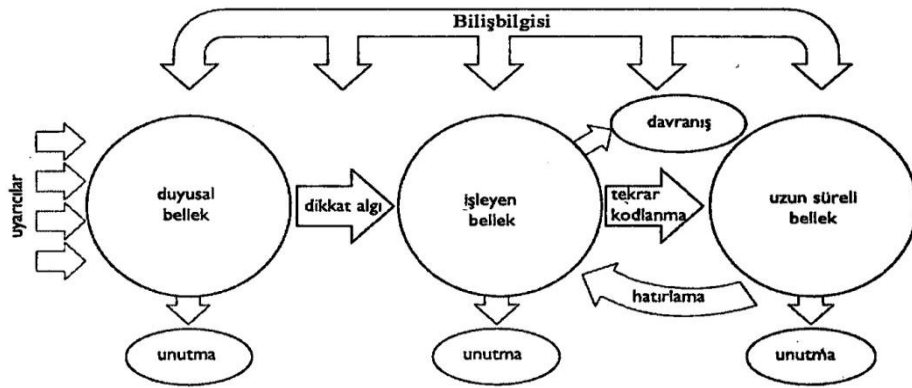 Bilişbilgisi
uyarıcılar
duyusal
bellek
dikkat algı
işleyen
bellek
davranış
tekrar
kodlanma
uzun süreli
bellek
hatırlama
unutma
unutma
unutma